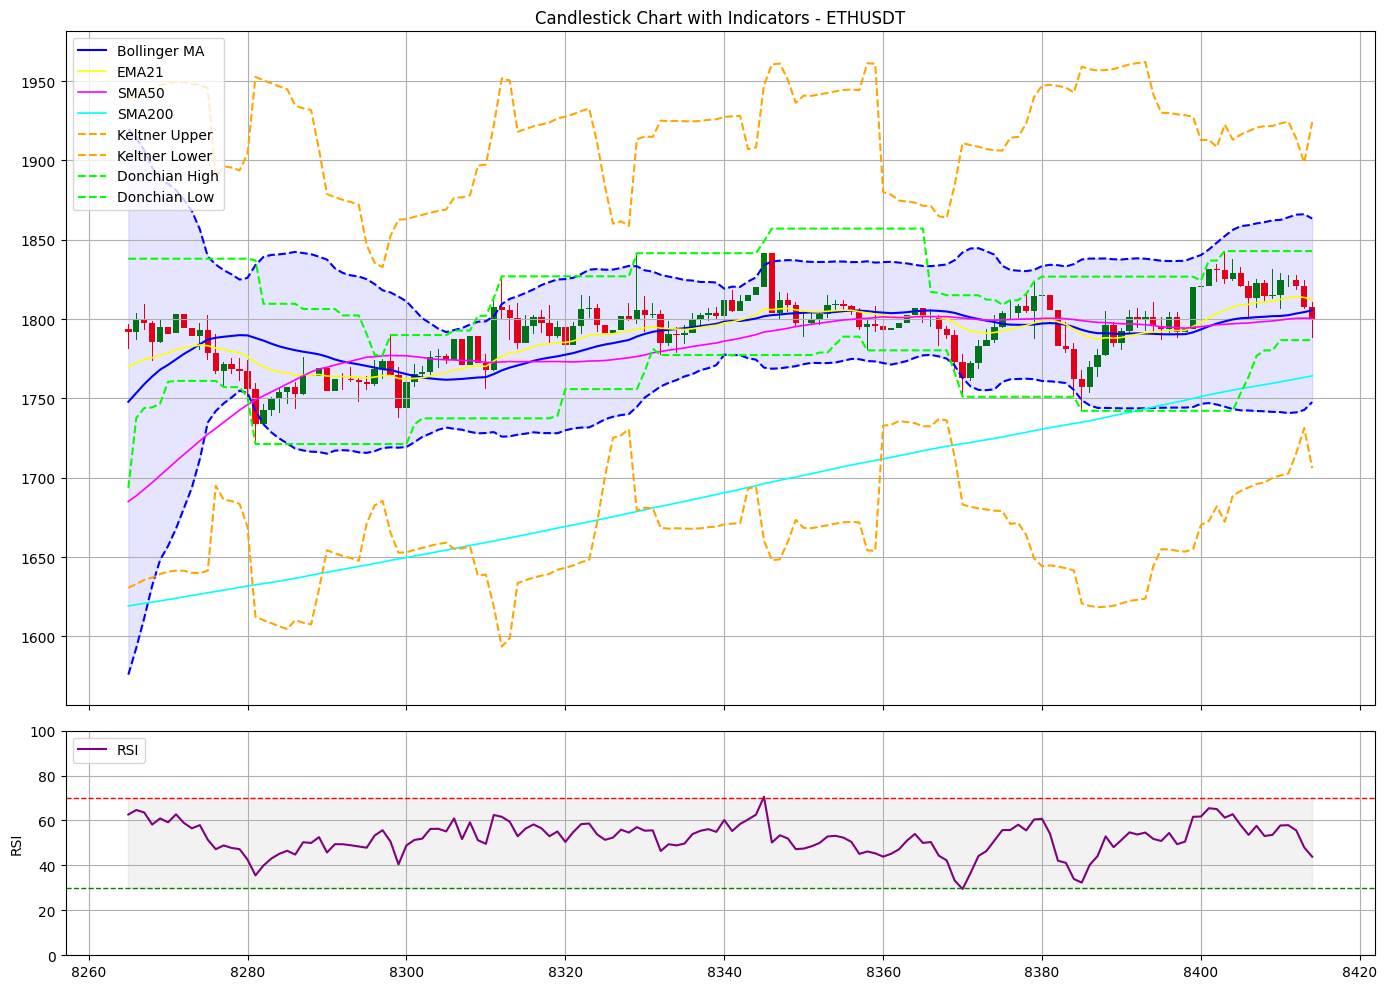 Candlestick Chart with Indicators - ETHUSDT
Bollinger MA
EMA21
SMA50
SMA200
Keltner Upper
Keltner Lower
Donchian High
Donchian Low
1950
1900
1850
1800
1750
1700
1650
1600
RSI
100
80
60
40
20
0
RSI
8260 8280 8300 8320 8340 8360 8380 8400 8420